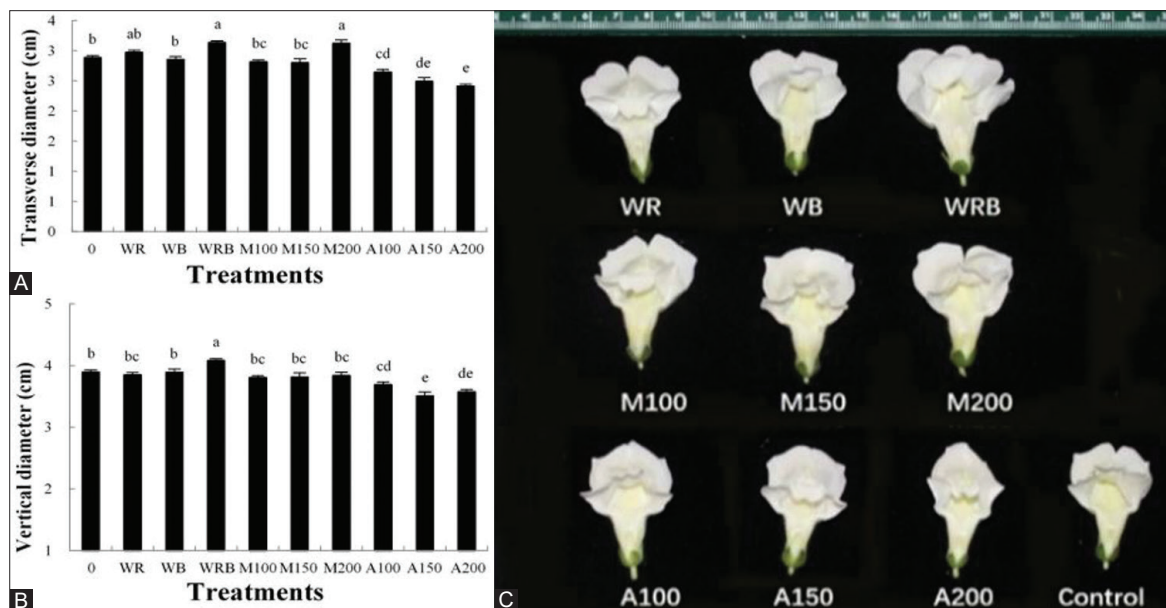 4
3
3
2
2
1
1
0
Transverse diameter (cm)
b ab b a bc bc a cd de e
0 WR WB WRB M100 M150 M200 A100 A150 A200
Treatments
A
5
4
3
2
1
Vertical diameter (cm)
b bc b a bc bc bc cd e de
0 WR WB WRB M100 M150 M200 A100 A150 A200
Treatments
B
WR WB WRB
M100 M150 M200
A100 A150 A200 Control
C